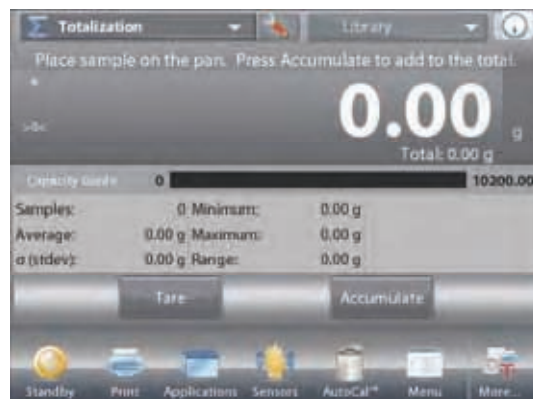 Σ Totalization Library
Place sample on the pan. Press Accumulate to add to the total.
*
>0<
0.00 g
Total: 0.00 g
Capacity Guide 0 10200.00
Samples: 0 Minimum: 0.00 g
Average: 0.00 g Maximum: 0.00 g
σ (stdev): 0.00 g Range: 0.00 g
Tare Accumulate
Standby Print Applications Sensors AutoCal™ Menu More...